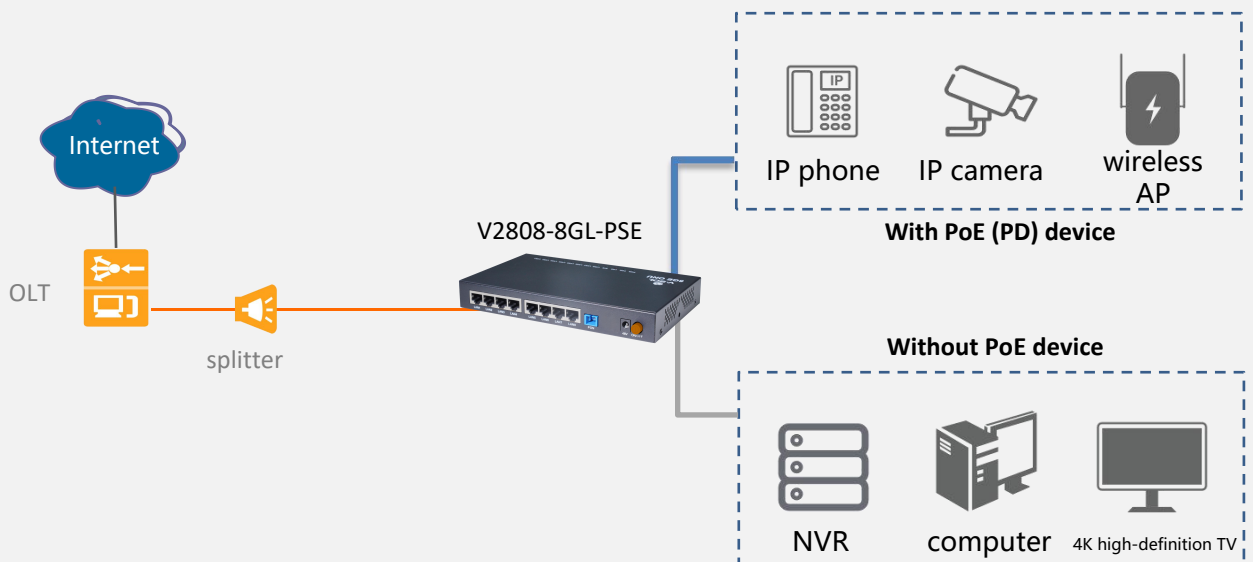 Internet
OLT
splitter
V2808-8GL-PSE
IP
IP phone
IP camera
wireless
AP
With PoE (PD) device
Without PoE device
NVR
computer
4K high-definition TV